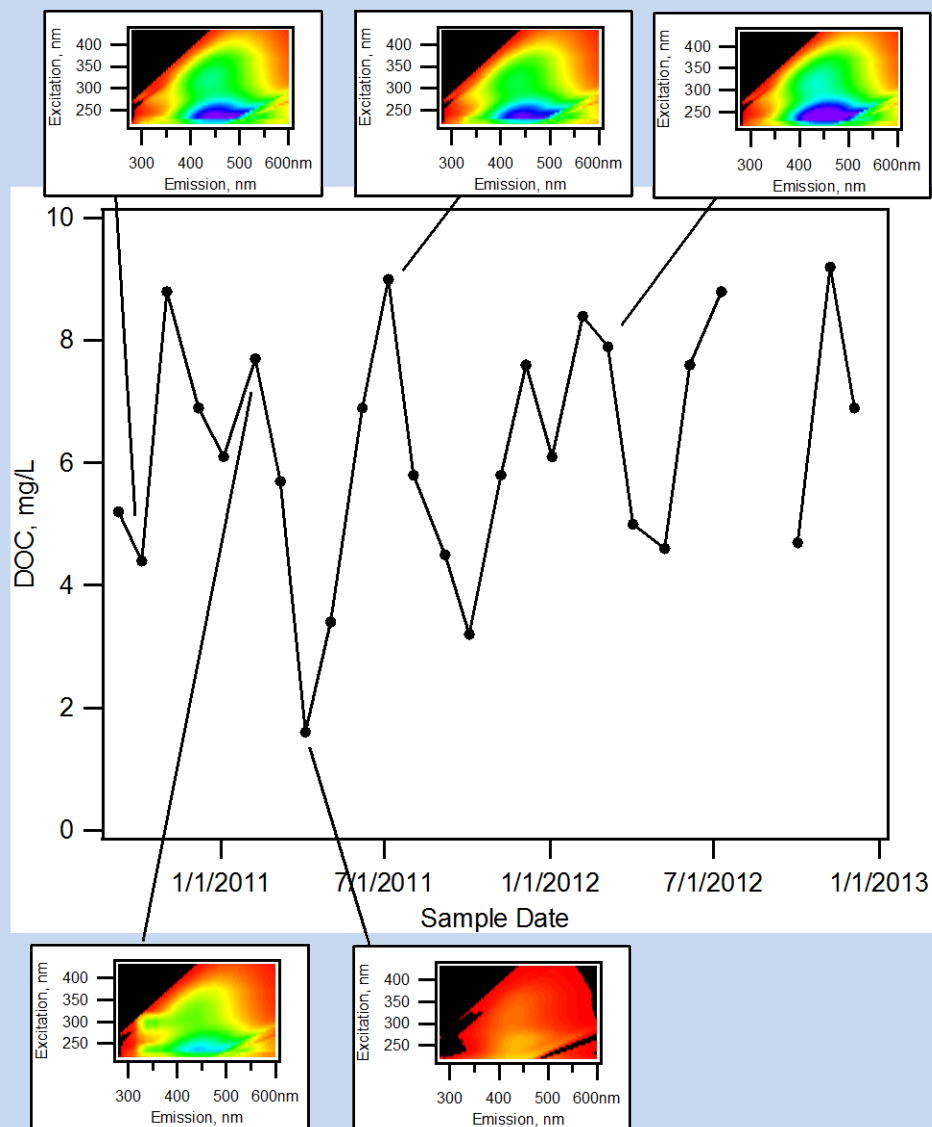 Excitation, nm
400
350
300
250
300 400 500 600nm
Emission, nm
Excitation, nm
400
350
300
250
300 400 500 600nm
Emission, nm
Excitation, nm
400
350
300
250
300 400 500 600nm
Emission, nm
DOC, mg/L
10
8
6
4
2
0
1/1/2011 7/1/2011 1/1/2012 7/1/2012 1/1/2013
Sample Date
Excitation, nm
400
350
300
250
300 400 500 600nm
Emission, nm
Excitation, nm
400
350
300
250
300 400 500 600nm
Emission, nm